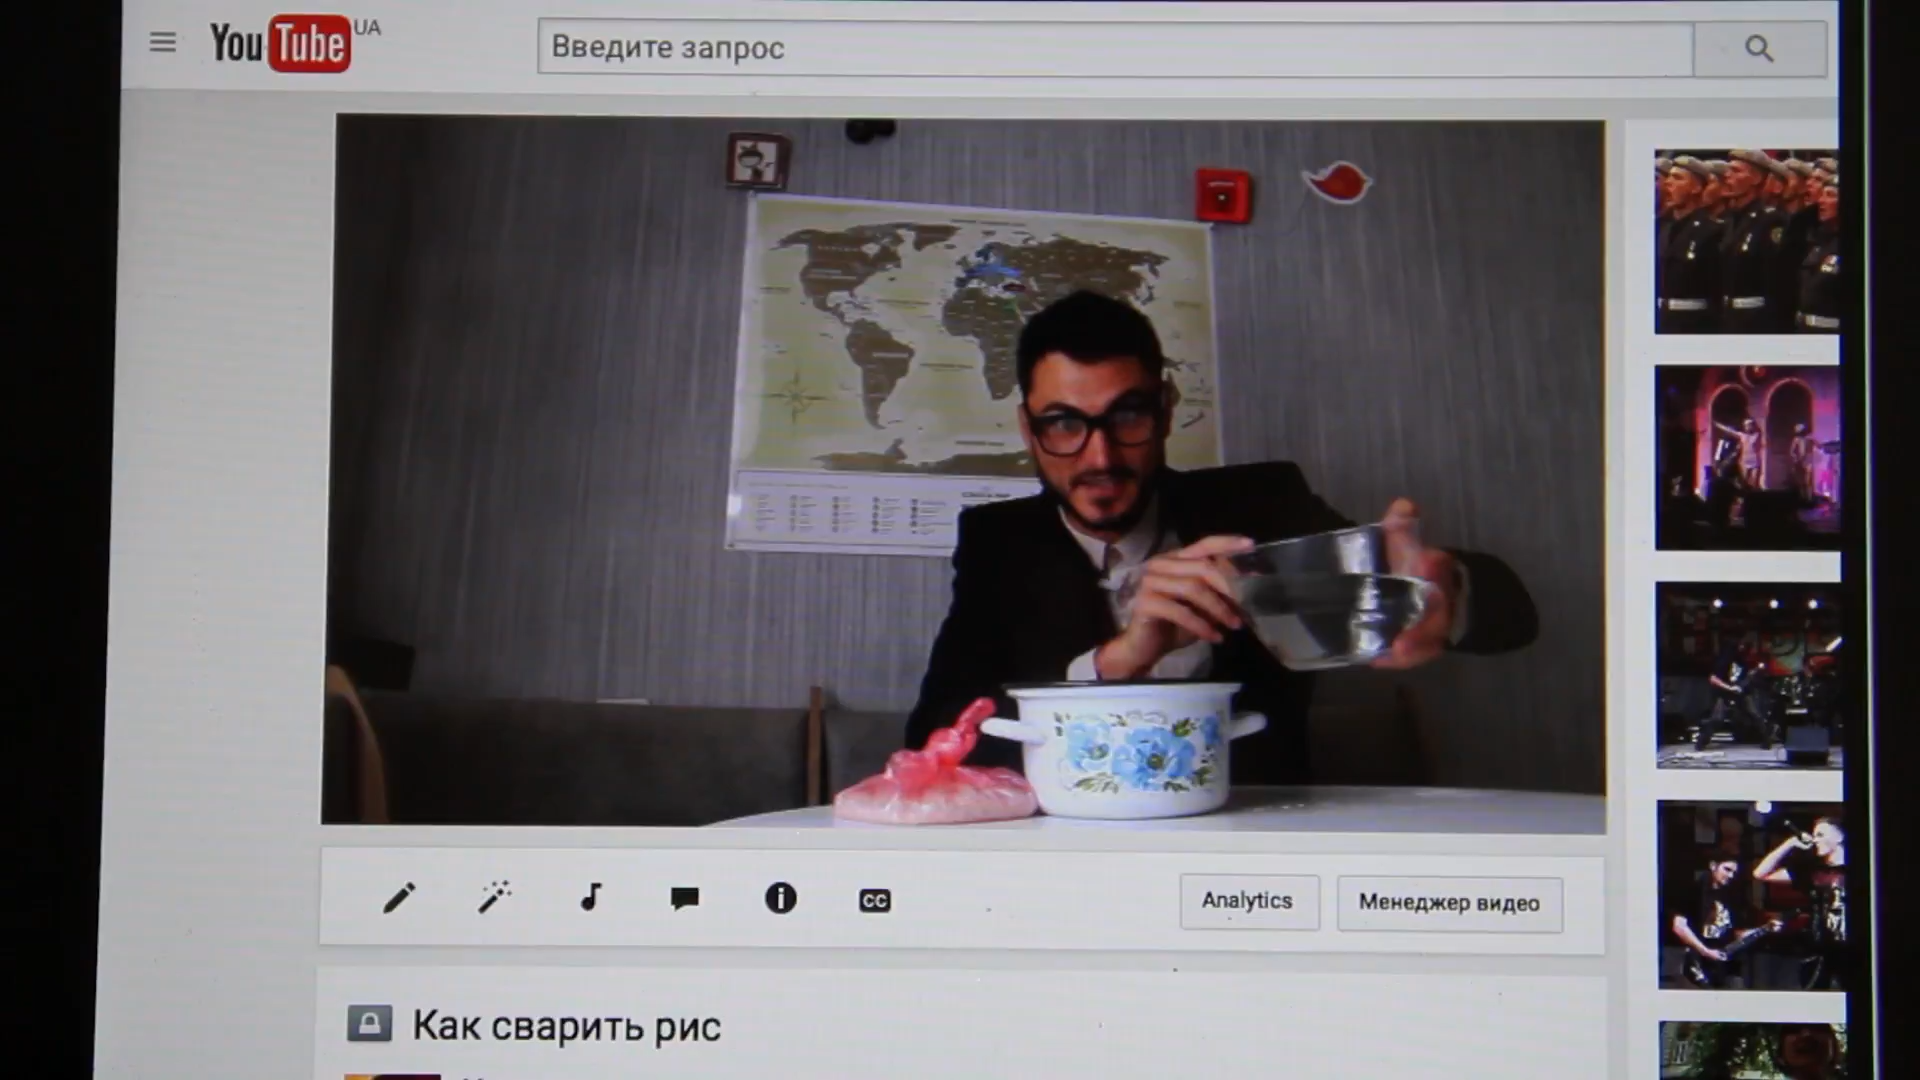 YouTube UA
Введите запрос
CC
Analytics
Менеджер видео
Как сварить рис